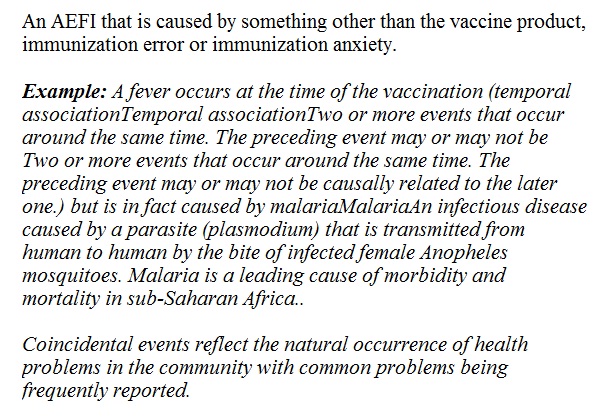 An AEFI that is caused by something other than the vaccine product,
immunization error or immunization anxiety.
Example: A fever occurs at the time of the vaccination (temporal
associationTemporal associationTwo or more events that occur
around the same time. The preceding event may or may not be
Two or more events that occur around the same time. The
preceding event may or may not be causally related to the later
one.) but is in fact caused by malariaMalariaAn infectious disease
caused by a parasite (plasmodium) that is transmitted from
human to human by the bite of infected female Anopheles
mosquitoes. Malaria is a leading cause of morbidity and
mortality in sub-Saharan Africa..
Coincidental events reflect the natural occurrence of health
problems in the community with common problems being
frequently reported.